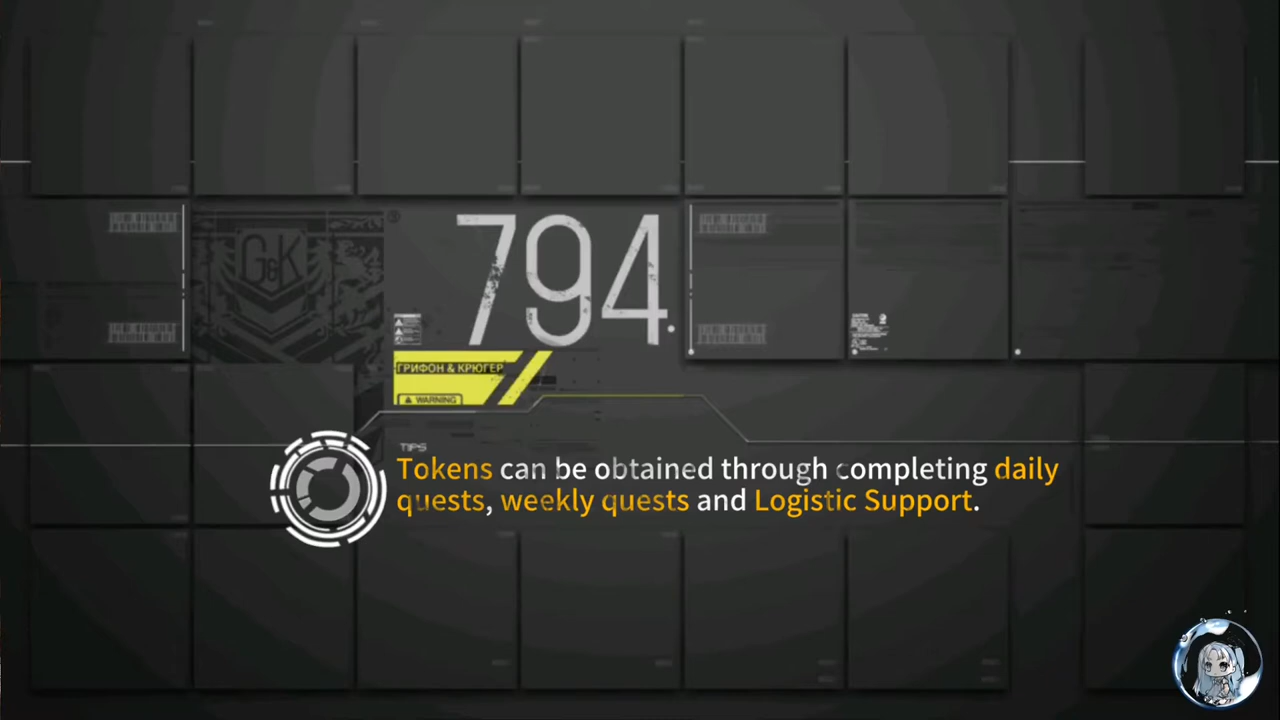 G&K
794.
ГРИФОН & КРЮГЕР
WARNING
TIPS
Tokens can be obtained through completing daily
quests, weekly quests and Logistic Support.